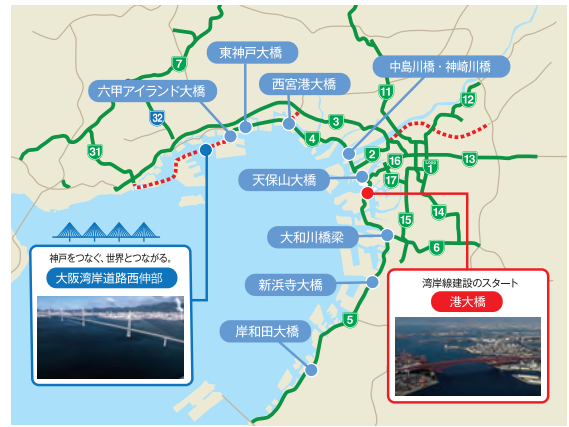 東神戸大橋
西宮港大橋
中島川橋・神崎川橋
六甲アイランド大橋
7
32
31
11
12
3
4
2
16
1
13
17
天保山大橋
14
15
大和川橋梁
6
神戸をつなぐ、世界とつながる。
大阪湾岸道路西伸部
新浜寺大橋
湾岸線建設のスタート
港大橋
5
岸和田大橋